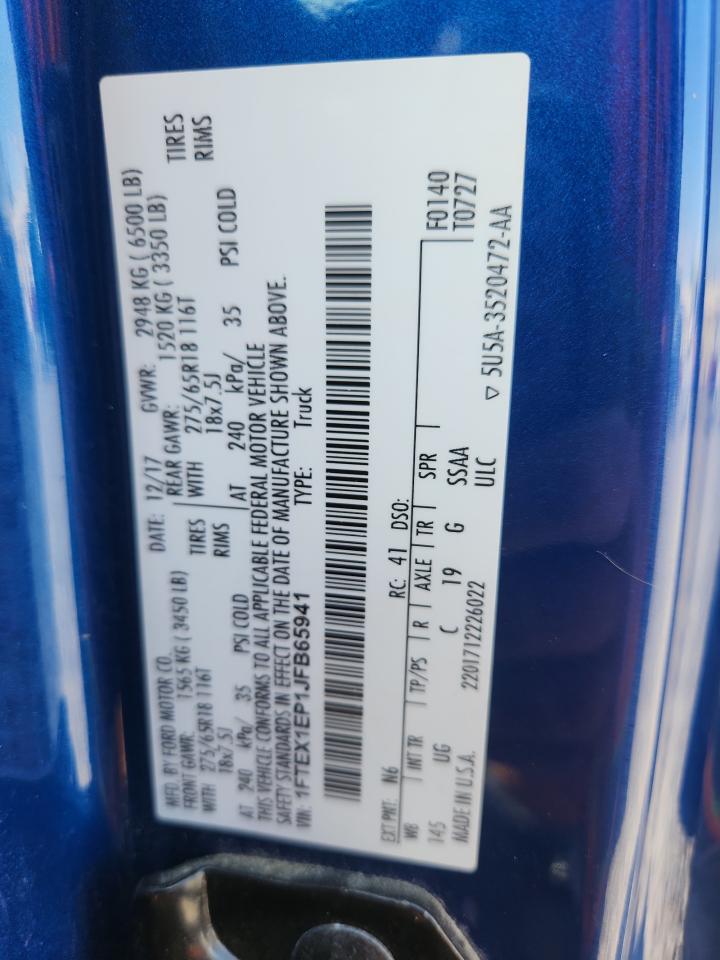 MFD. BY FORD MOTOR CO. DATE: 12/17 GVWR: 2948 KG ( 6500 LB)
FRONT GAWR: 1565 KG ( 3450 LB) REAR GAWR: 1520 KG ( 3350 LB)
WITH 275/65R18 116T TIRES WITH 275/65R18 116T TIRES
18x7.5J RIMS 18x7.5J RIMS
AT 240 kPa/ 35 PSI COLD AT 240 kPa/ 35 PSI COLD
THIS VEHICLE CONFORMS TO ALL APPLICABLE FEDERAL MOTOR VEHICLE
SAFETY STANDARDS IN EFFECT ON THE DATE OF MANUFACTURE SHOWN ABOVE.
VIN: 1FTEX1EP1JFB65941 TYPE: Truck
EXT PNT: N6 RC: 41 DSO: F0140
WB INT TR TP/PS R AXLE TR SPR T0727
145 UG C 19 G SSAA
ULC
MADE IN U.S.A. 2201712226022 ▽ 5U5A-3520472-AA